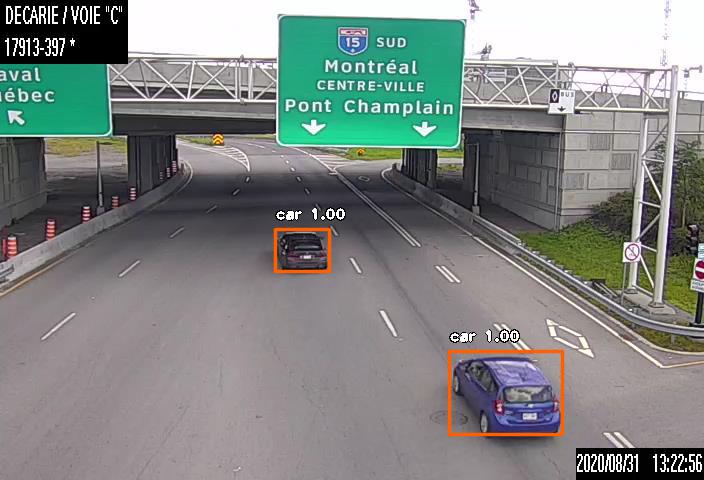 DECARIE / VOIE "C"
17913-397 *
aval
ébec
15 SUD
Montréal
CENTRE-VILLE
Pont Champlain
BUS
car 1.00
car 1.00
2020/08/31 13:22:56